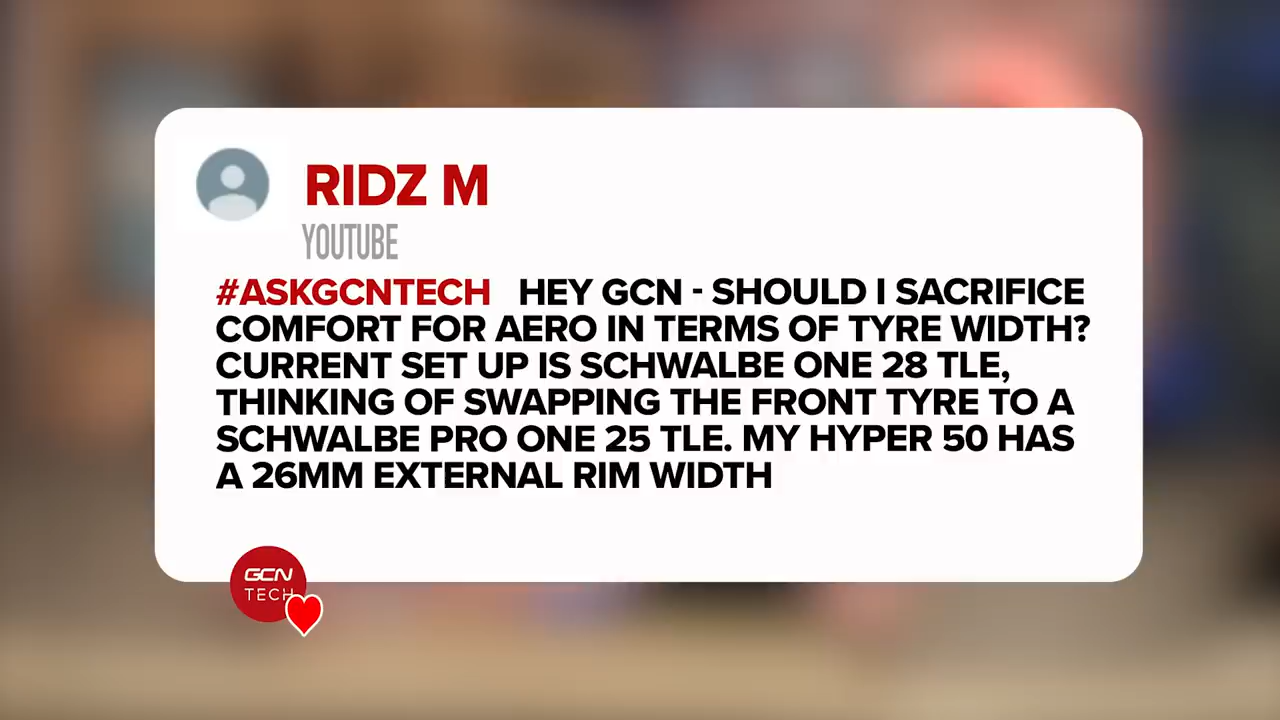 RIDZ M
YOUTUBE
#ASKGCNTECH HEY GCN - SHOULD I SACRIFICE
COMFORT FOR AERO IN TERMS OF TYRE WIDTH?
CURRENT SET UP IS SCHWALBE ONE 28 TLE,
THINKING OF SWAPPING THE FRONT TYRE TO A
SCHWALBE PRO ONE 25 TLE. MY HYPER 50 HAS
A 26MM EXTERNAL RIM WIDTH
GCN
TECH